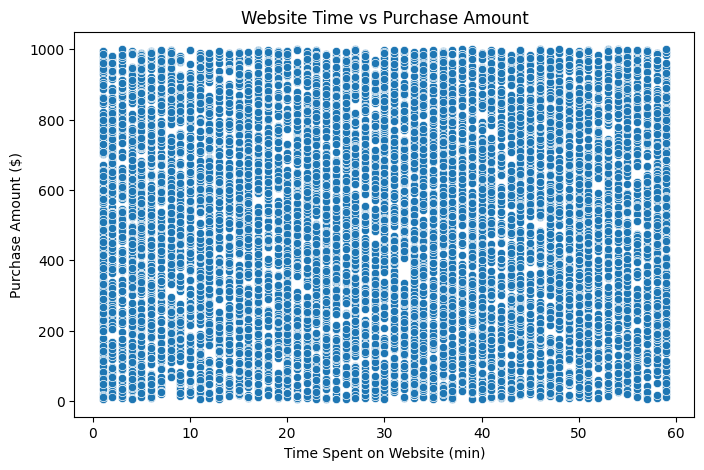 Website Time vs Purchase Amount
1000
800
600
400
200
0
Purchase Amount ($)
0 10 20 30 40 50 60
Time Spent on Website (min)